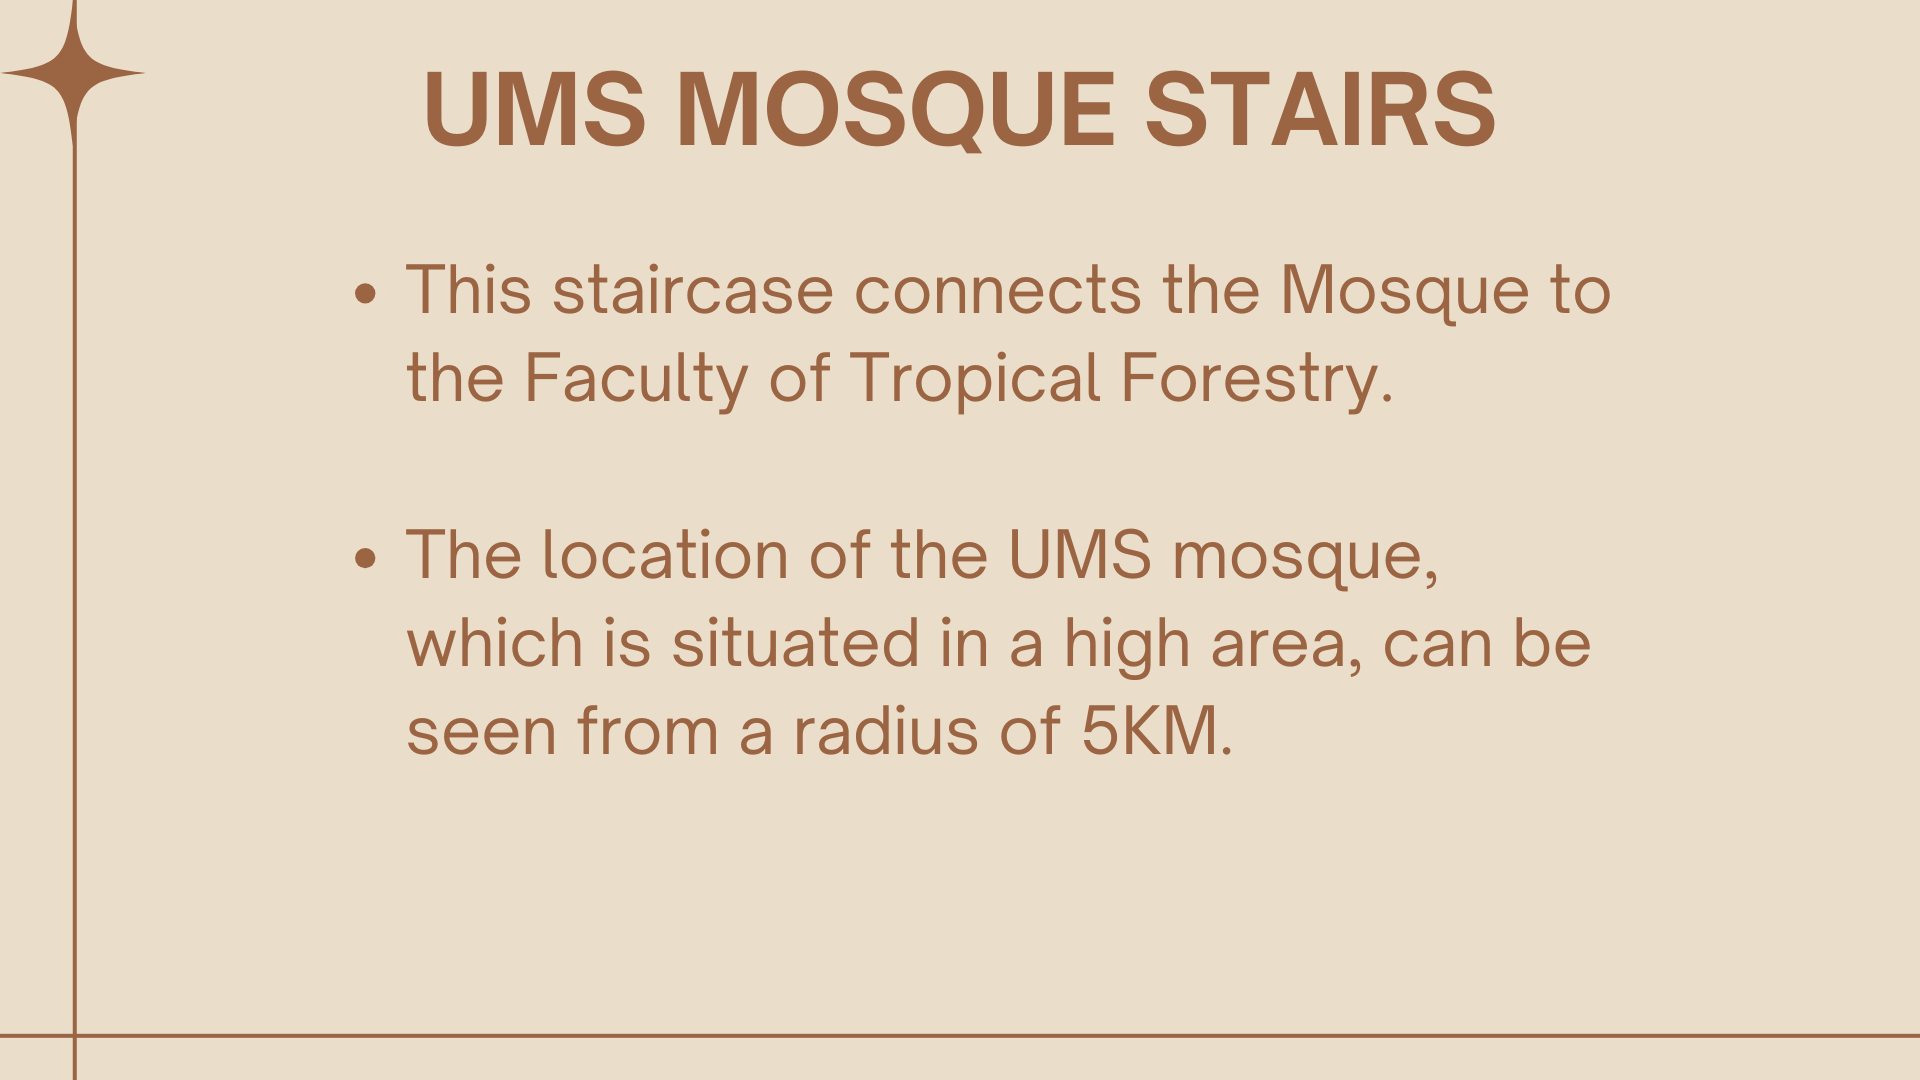 UMS MOSQUE STAIRS
• This staircase connects the Mosque to
the Faculty of Tropical Forestry.
• The location of the UMS mosque,
which is situated in a high area, can be
seen from a radius of 5KM.